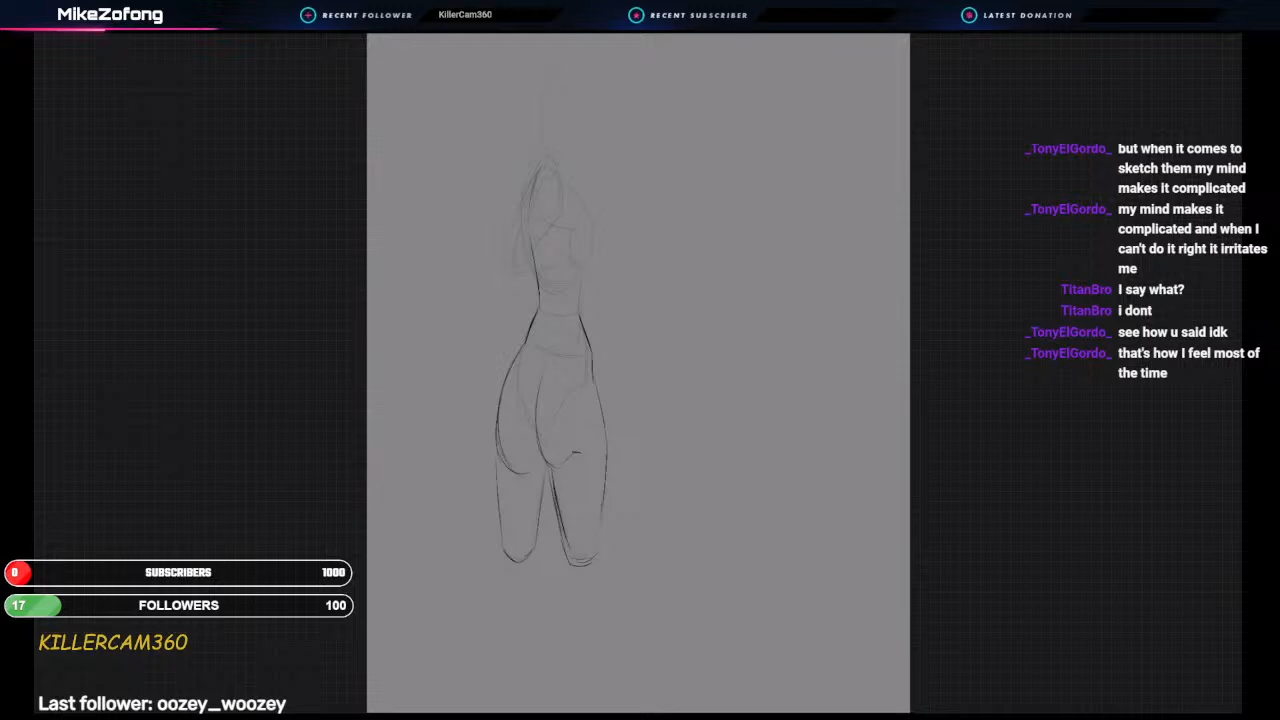 MikeZofong
RECENT FOLLOWER
KillerCam360
RECENT SUBSCRIBER
LATEST DONATION
_TonyElGordo_ but when it comes to
sketch them my mind
makes it complicated
_TonyElGordo_ my mind makes it
complicated and when I
can't do it right it irritates
me
TitanBro I say what?
TitanBro i dont
_TonyElGordo_ see how u said idk
_TonyElGordo_ that's how I feel most of
the time
0 SUBSCRIBERS 1000
17 FOLLOWERS 100
KILLERCAM360
Last follower: oozey_woozey